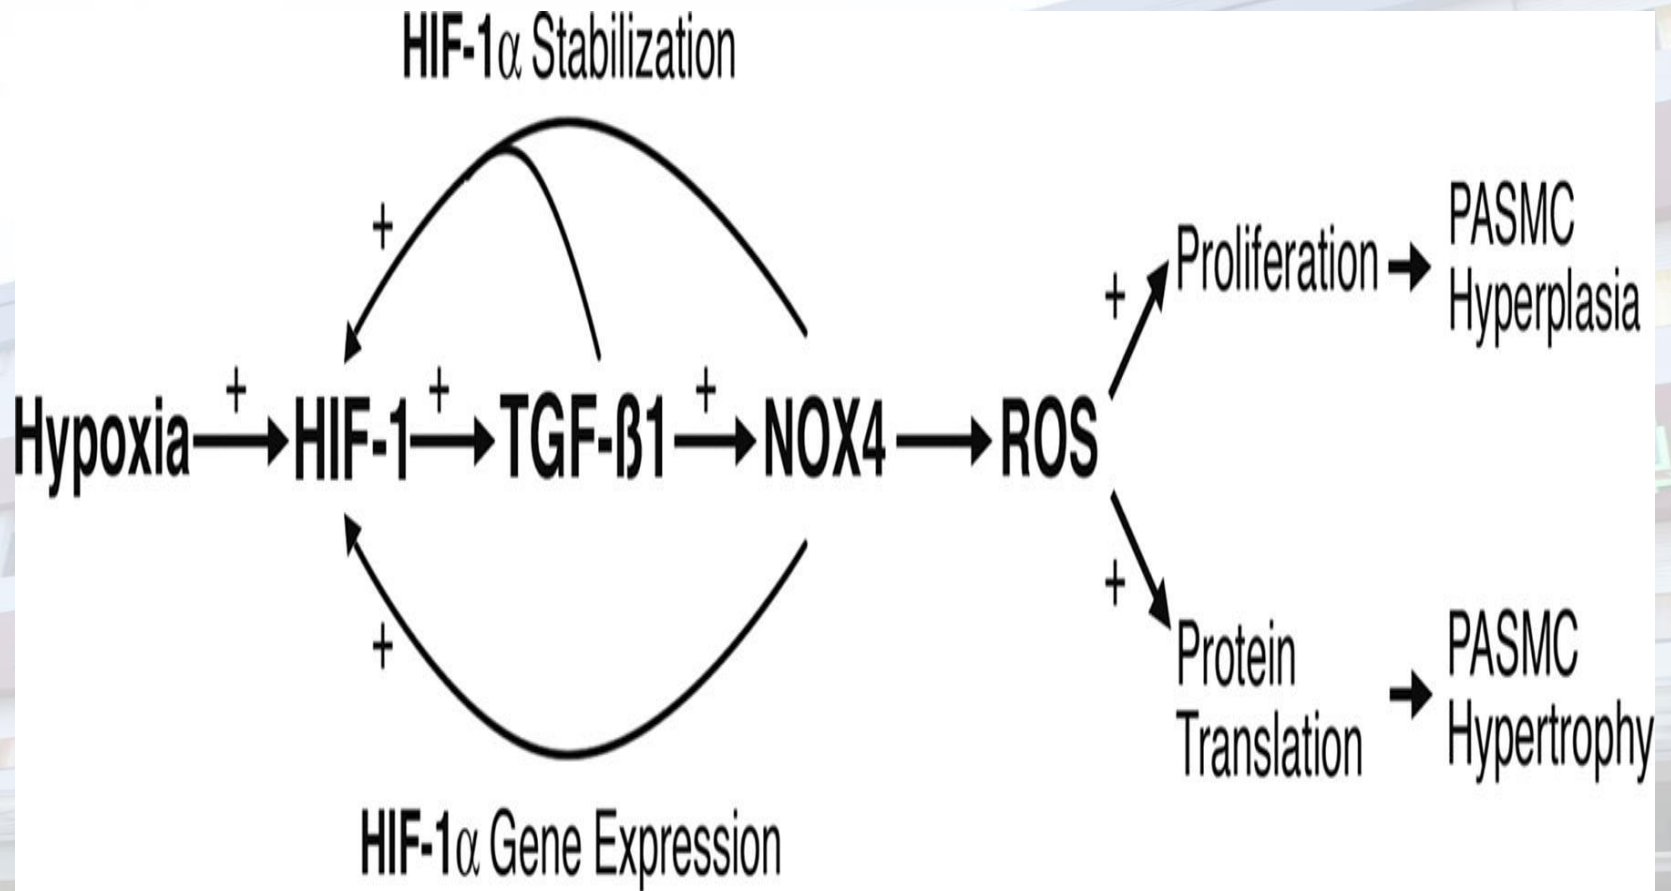 HIF-1α Stabilization
+
+
+
+
Hypoxia HIF-1 TGF-ß1 NOX4 ROS
+
Proliferation
PASMC
Hyperplasia
+
+
Protein
Translation
PASMC
Hypertrophy
HIF-1α Gene Expression